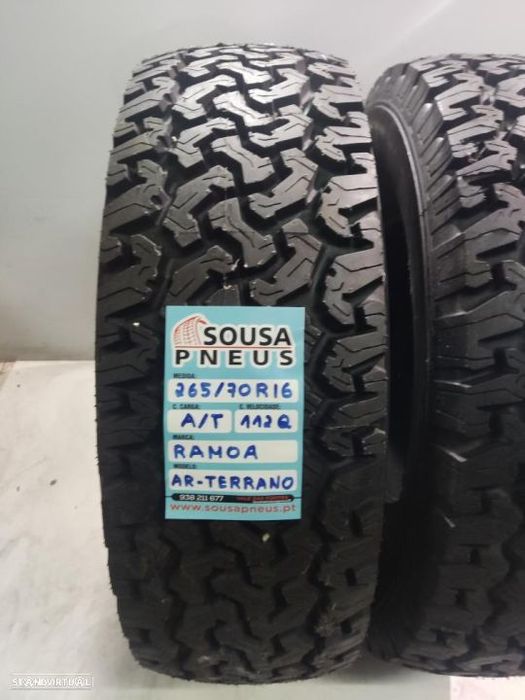 SOUSA
PNEUS
MEDIDA:
265/70R16
C. CARGA: C. VELOCIDADE:
A/T 112Q
MARCA:
RAMOA
MODELO:
AR-TERRANO
938 211 677
www.sousapneus.pt
STANDVIRTUAL